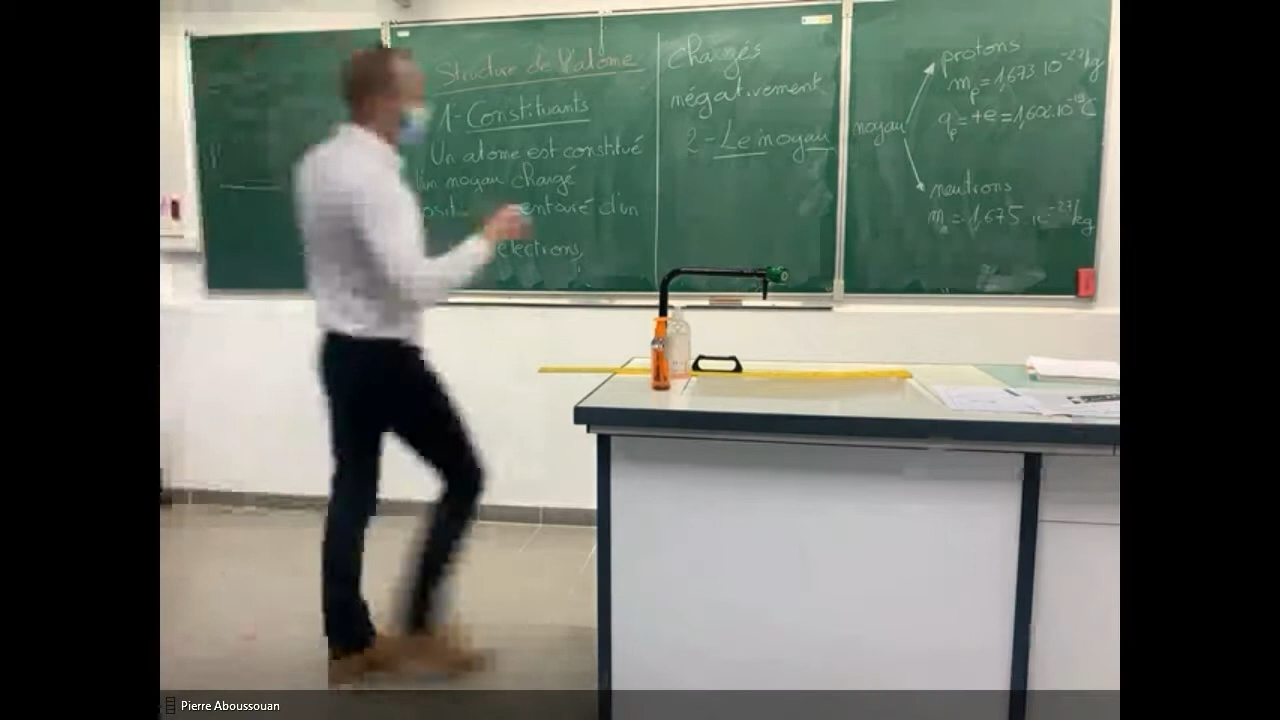 Structure de l'atome
1- Constituants
Un atome est constitué
d'un noyau chargé
entouré d'un
électrons,
chargés
négativement
2 - Le noyau
noyau
protons
mp = 1,673 10⁻²⁷ kg
qp = +e = 1,602.10⁻¹⁹ C
neutrons
mn = 1,675 10⁻²⁷ kg
Pierre Aboussouan